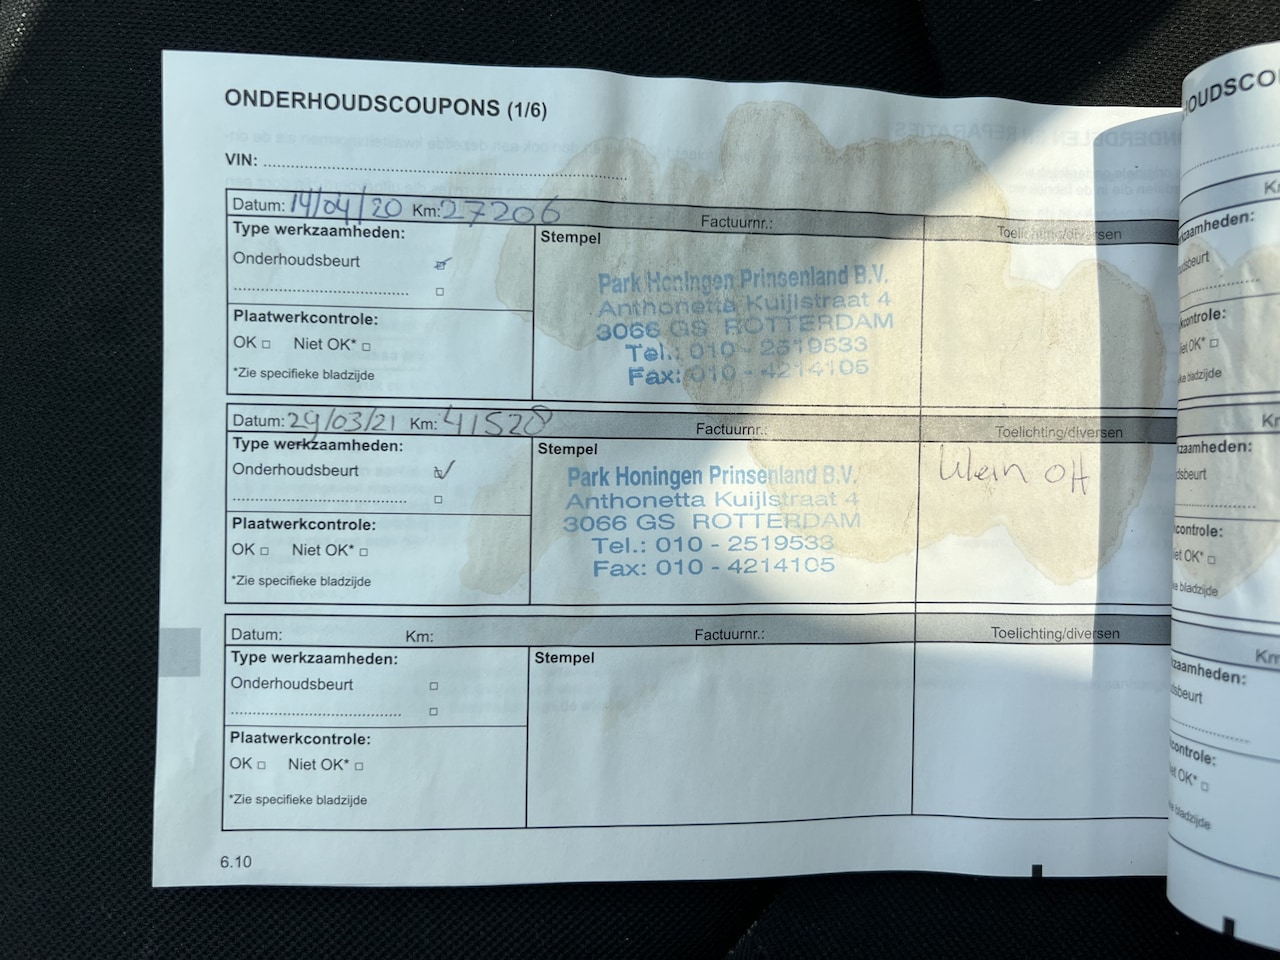 ONDERHOUDSCOUPONS (1/6)
VIN:
Datum: 14/04/20 Km: 27206 Factuurnr.: Toelichting/diversen
Type werkzaamheden:
Stempel
Onderhoudsbeurt
Plaatwerkcontrole:
OK Niet OK*
*Zie specifieke bladzijde
Park Honingen Prinsenland B.V.
Anthonetta Kuijlstraat 4
3066 GS ROTTERDAM
Tel.: 010 - 2519533
Fax: 010 - 4214105
Datum: 29/03/21 Km: 41528 Factuurnr.: Toelichting/diversen
Type werkzaamheden:
Stempel
Onderhoudsbeurt
Plaatwerkcontrole:
OK Niet OK*
*Zie specifieke bladzijde
Park Honingen Prinsenland B.V.
Anthonetta Kuijlstraat 4
3066 GS ROTTERDAM
Tel.: 010 - 2519533
Fax: 010 - 4214105
Klein OH
Datum: Km: Factuurnr.: Toelichting/diversen
Type werkzaamheden:
Stempel
Onderhoudsbeurt
Plaatwerkcontrole:
OK Niet OK*
*Zie specifieke bladzijde
6.10